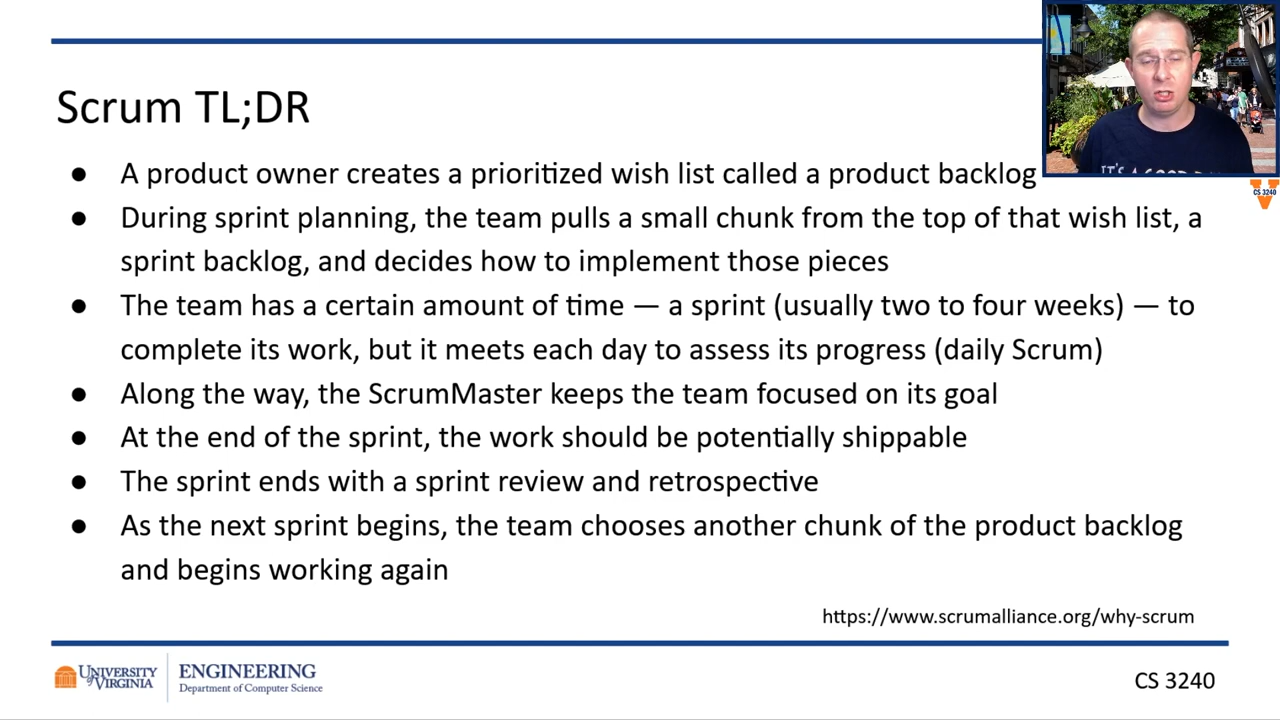 Scrum TL;DR
● A product owner creates a prioritized wish list called a product backlog
● During sprint planning, the team pulls a small chunk from the top of that wish list, a
sprint backlog, and decides how to implement those pieces
● The team has a certain amount of time — a sprint (usually two to four weeks) — to
complete its work, but it meets each day to assess its progress (daily Scrum)
● Along the way, the ScrumMaster keeps the team focused on its goal
● At the end of the sprint, the work should be potentially shippable
● The sprint ends with a sprint review and retrospective
● As the next sprint begins, the team chooses another chunk of the product backlog
and begins working again
https://www.scrumalliance.org/why-scrum
IT'S A GOOD
CS 3240
UNIVERSITY
of VIRGINIA
ENGINEERING
Department of Computer Science
CS 3240